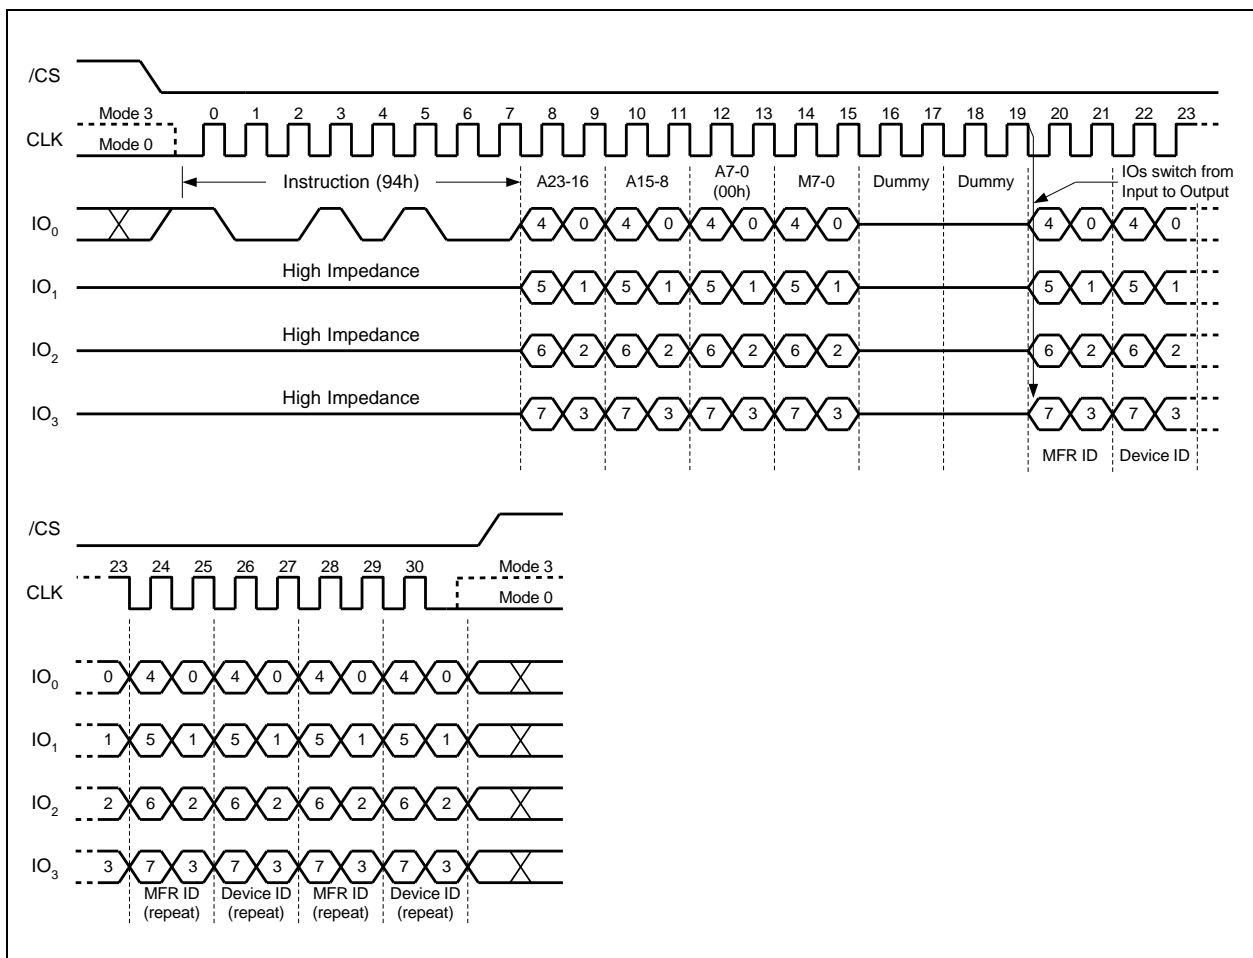 /CS
Mode 3 0 1 2 3 4 5 6 7 8 9 10 11 12 13 14 15 16 17 18 19 20 21 22 23
CLK
Mode 0
Instruction (94h) A23-16 A15-8 A7-0 (00h) M7-0 Dummy Dummy
IOs switch from
Input to Output
IO0 4 0 4 0 4 0 4 0 4 0 4 0
High Impedance
IO1 5 1 5 1 5 1 5 1 5 1 5 1
High Impedance
IO2 6 2 6 2 6 2 6 2 6 2 6 2
High Impedance
IO3 7 3 7 3 7 3 7 3 7 3 7 3
MFR ID Device ID
/CS
23 24 25 26 27 28 29 30 Mode 3
CLK
Mode 0
IO0 0 4 0 4 0 4 0 4 0
IO1 1 5 1 5 1 5 1 5 1
IO2 2 6 2 6 2 6 2 6 2
IO3 3 7 3 7 3 7 3 7 3
MFR ID Device ID MFR ID Device ID
(repeat) (repeat) (repeat) (repeat)